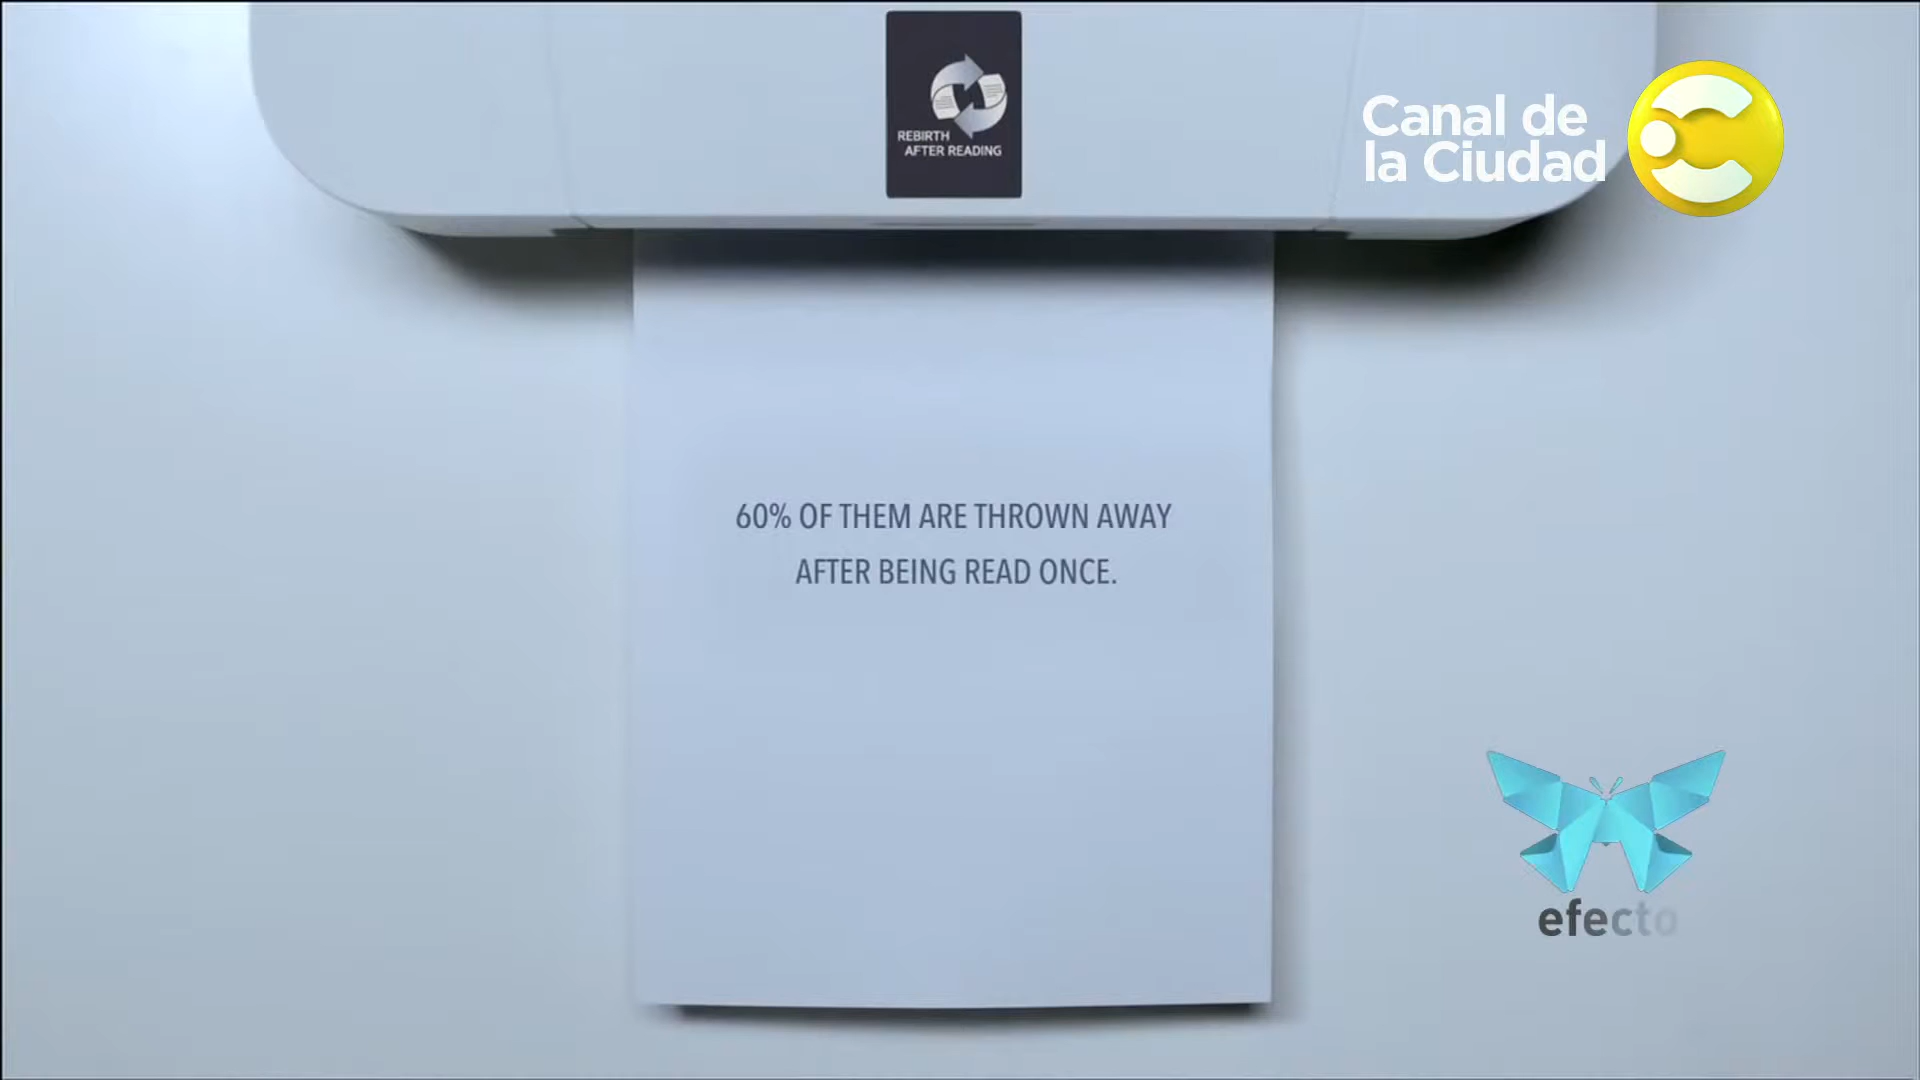 REBIRTH
AFTER READING
Canal de
la Ciudad
60% OF THEM ARE THROWN AWAY
AFTER BEING READ ONCE.
efecto